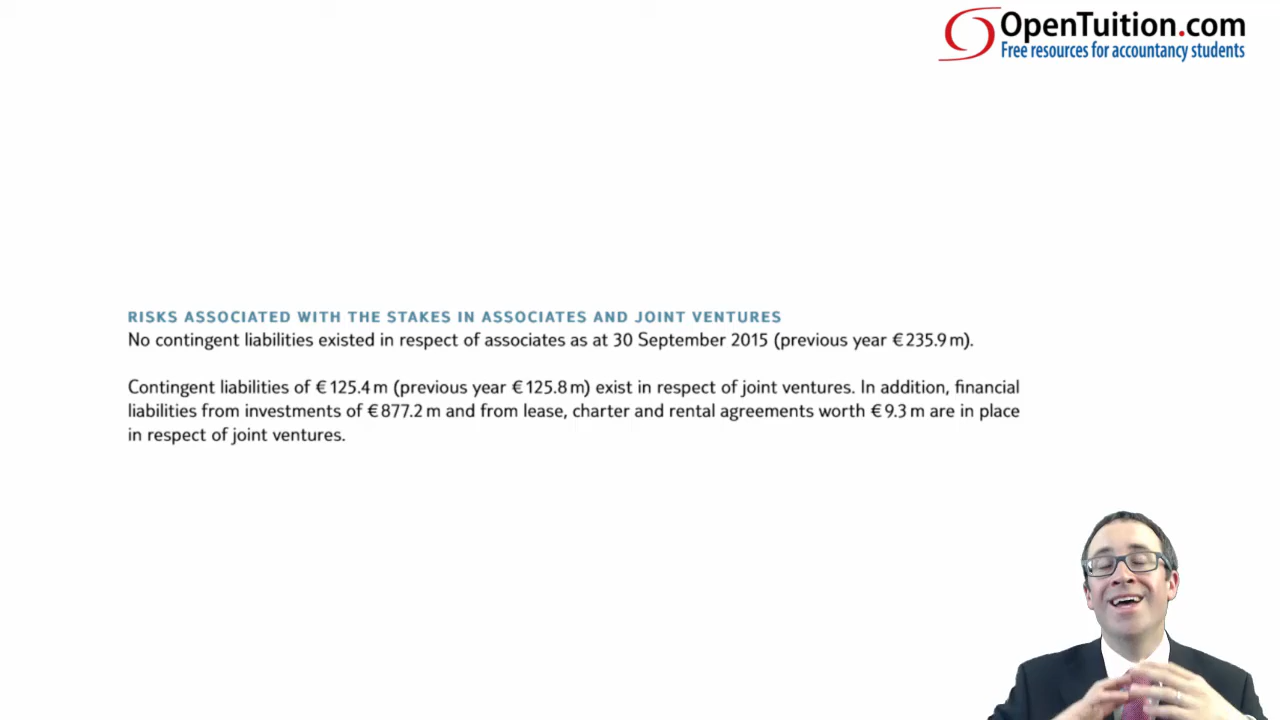 OpenTuition.com
Free resources for accountancy students
RISKS ASSOCIATED WITH THE STAKES IN ASSOCIATES AND JOINT VENTURES
No contingent liabilities existed in respect of associates as at 30 September 2015 (previous year €235.9 m).
Contingent liabilities of €125.4 m (previous year €125.8 m) exist in respect of joint ventures. In addition, financial
liabilities from investments of €877.2 m and from lease, charter and rental agreements worth €9.3 m are in place
in respect of joint ventures.